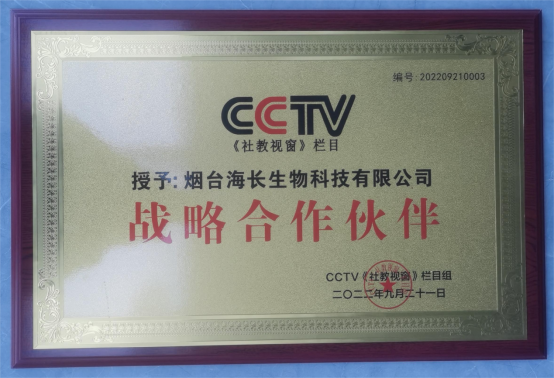 编号:202209210003
CCTV
《社教视窗》栏目
授予:烟台海长生物科技有限公司
战略合作伙伴
CCTV《社教视窗》栏目组
二〇二二年九月二十一日